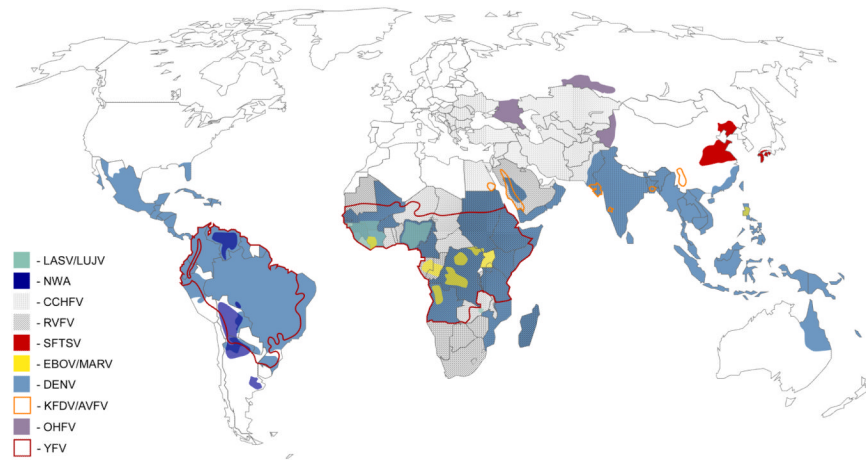 - LASV/LUJV
- NWA
- CCHFV
- RVFV
- SFTSV
- EBOV/MARV
- DENV
- KFDV/AVFV
- OHFV
- YFV